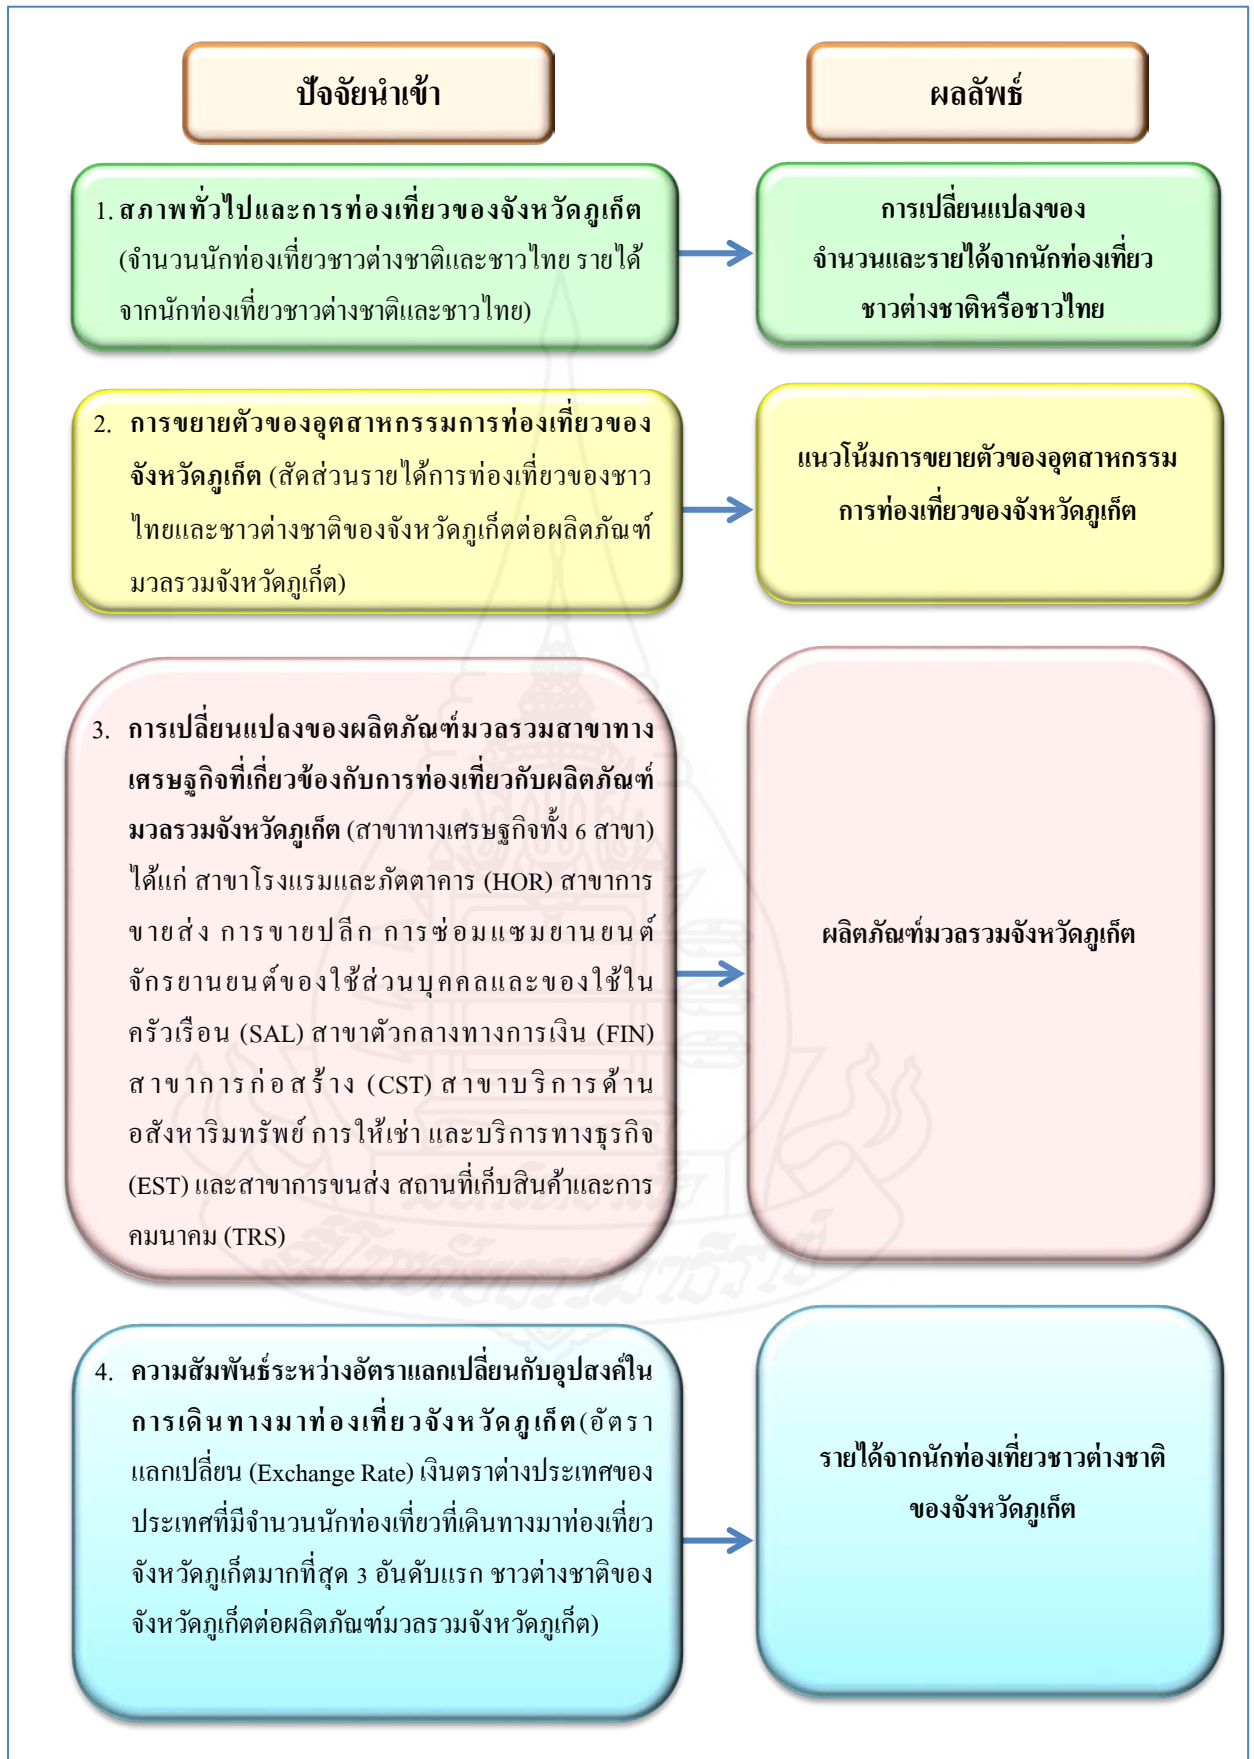 ปัจจัยนำเข้า
ผลลัพธ์
1. สภาพทั่วไปและการท่องเที่ยวของจังหวัดภูเก็ต
(จำนวนนักท่องเที่ยวชาวต่างชาติและชาวไทย รายได้
จากนักท่องเที่ยวชาวต่างชาติและชาวไทย)
การเปลี่ยนแปลงของ
จำนวนและรายได้จากนักท่องเที่ยว
ชาวต่างชาติหรือชาวไทย
2. การขยายตัวของอุตสาหกรรมการท่องเที่ยวของ
จังหวัดภูเก็ต (สัดส่วนรายได้การท่องเที่ยวของชาว
ไทยและชาวต่างชาติของจังหวัดภูเก็ตต่อผลิตภัณฑ์
มวลรวมจังหวัดภูเก็ต)
แนวโน้มการขยายตัวของอุตสาหกรรม
การท่องเที่ยวของจังหวัดภูเก็ต
3. การเปลี่ยนแปลงของผลิตภัณฑ์มวลรวมสาขาทาง
เศรษฐกิจที่เกี่ยวข้องกับการท่องเที่ยวกับผลิตภัณฑ์
มวลรวมจังหวัดภูเก็ต (สาขาทางเศรษฐกิจทั้ง 6 สาขา)
ได้แก่ สาขาโรงแรมและภัตตาคาร (HOR) สาขาการ
ขายส่ง การขายปลีก การซ่อมแซมยานยนต์
จักรยานยนต์ของใช้ส่วนบุคคลและของใช้ใน
ครัวเรือน (SAL) สาขาตัวกลางทางการเงิน (FIN)
สาขาการก่อสร้าง (CST) สาขาบริการด้าน
อสังหาริมทรัพย์ การให้เช่า และบริการทางธุรกิจ
(EST) และสาขาการขนส่ง สถานที่เก็บสินค้าและการ
คมนาคม (TRS)
ผลิตภัณฑ์มวลรวมจังหวัดภูเก็ต
4. ความสัมพันธ์ระหว่างอัตราแลกเปลี่ยนกับอุปสงค์ใน
การเดินทางมาท่องเที่ยวจังหวัดภูเก็ต(อัตรา
แลกเปลี่ยน (Exchange Rate) เงินตราต่างประเทศของ
ประเทศที่มีจำนวนนักท่องเที่ยวที่เดินทางมาท่องเที่ยว
จังหวัดภูเก็ตมากที่สุด 3 อันดับแรก ชาวต่างชาติของ
จังหวัดภูเก็ตต่อผลิตภัณฑ์มวลรวมจังหวัดภูเก็ต)
รายได้จากนักท่องเที่ยวชาวต่างชาติ
ของจังหวัดภูเก็ต